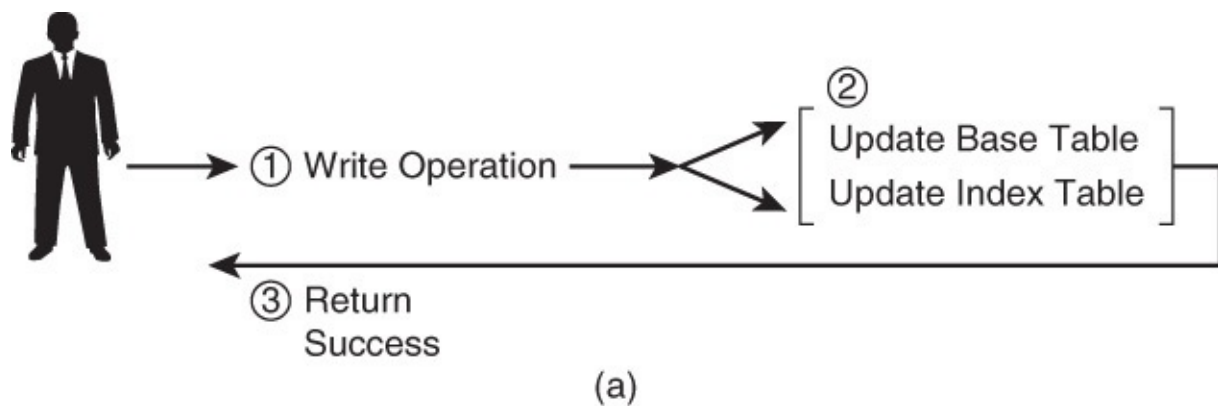 ① Write Operation
②
Update Base Table
Update Index Table
③ Return
Success
(a)